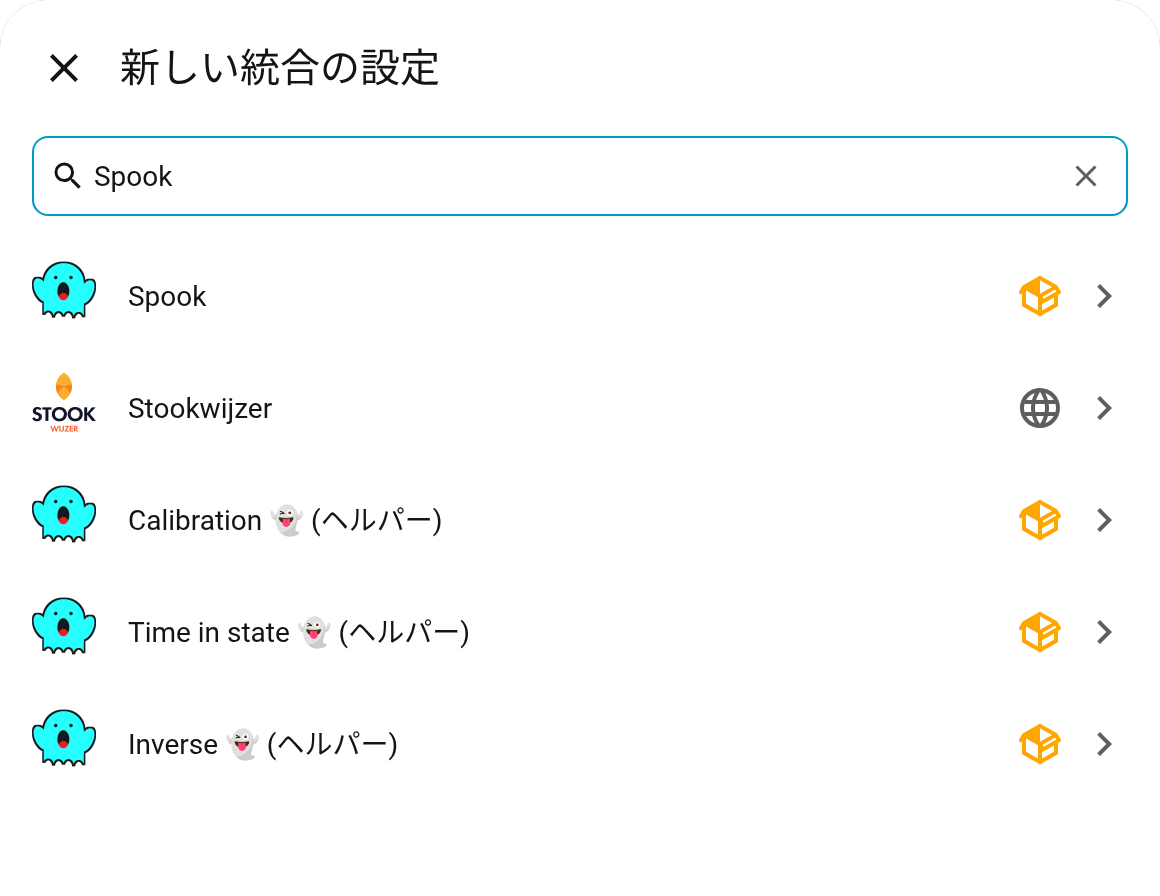 新しい統合の設定
Spook
Spook
STOOK
WIJZER
Stookwijzer
Calibration 👻 (ヘルパー)
Time in state 👻 (ヘルパー)
Inverse 👻 (ヘルパー)